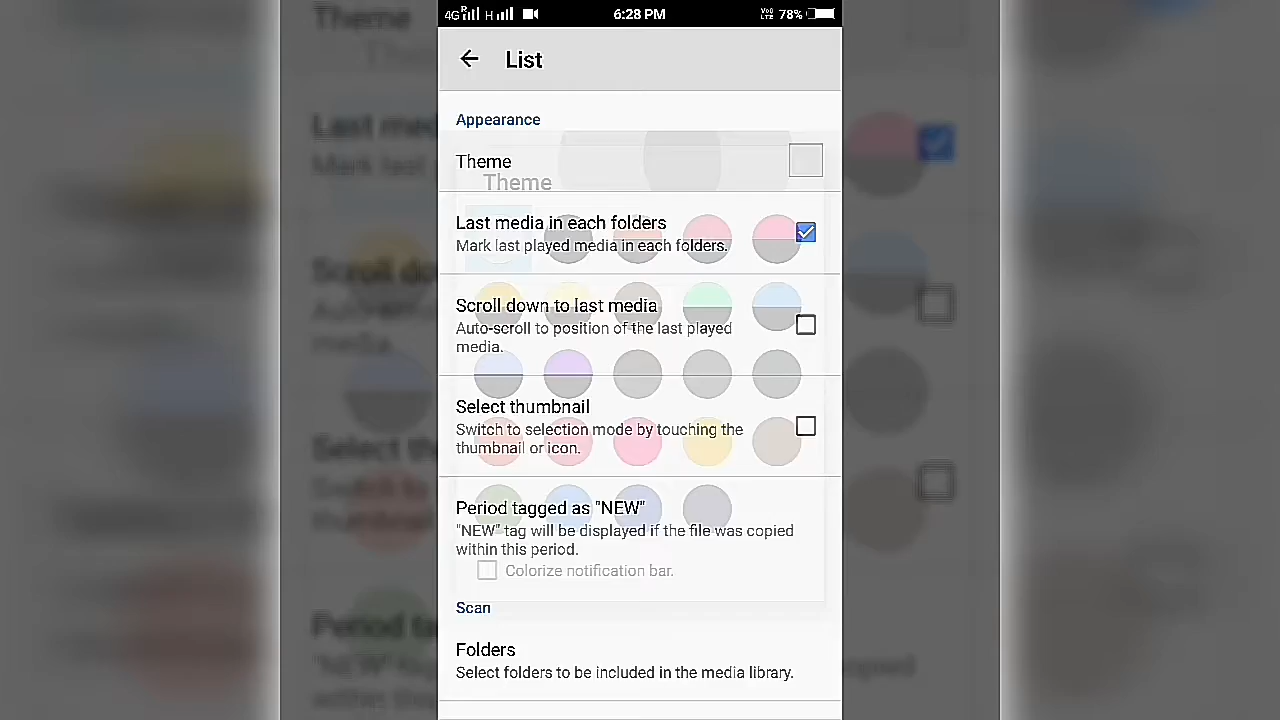 4G R H 6:28 PM VoD LTE 78%
List
Appearance
Theme
Theme
Last media in each folders
Mark last played media in each folders.
Scroll down to last media
Auto-scroll to position of the last played
media.
Select thumbnail
Switch to selection mode by touching the
thumbnail or icon.
Period tagged as "NEW"
"NEW" tag will be displayed if the file was copied
within this period.
Colorize notification bar.
Scan
Folders
Select folders to be included in the media library.